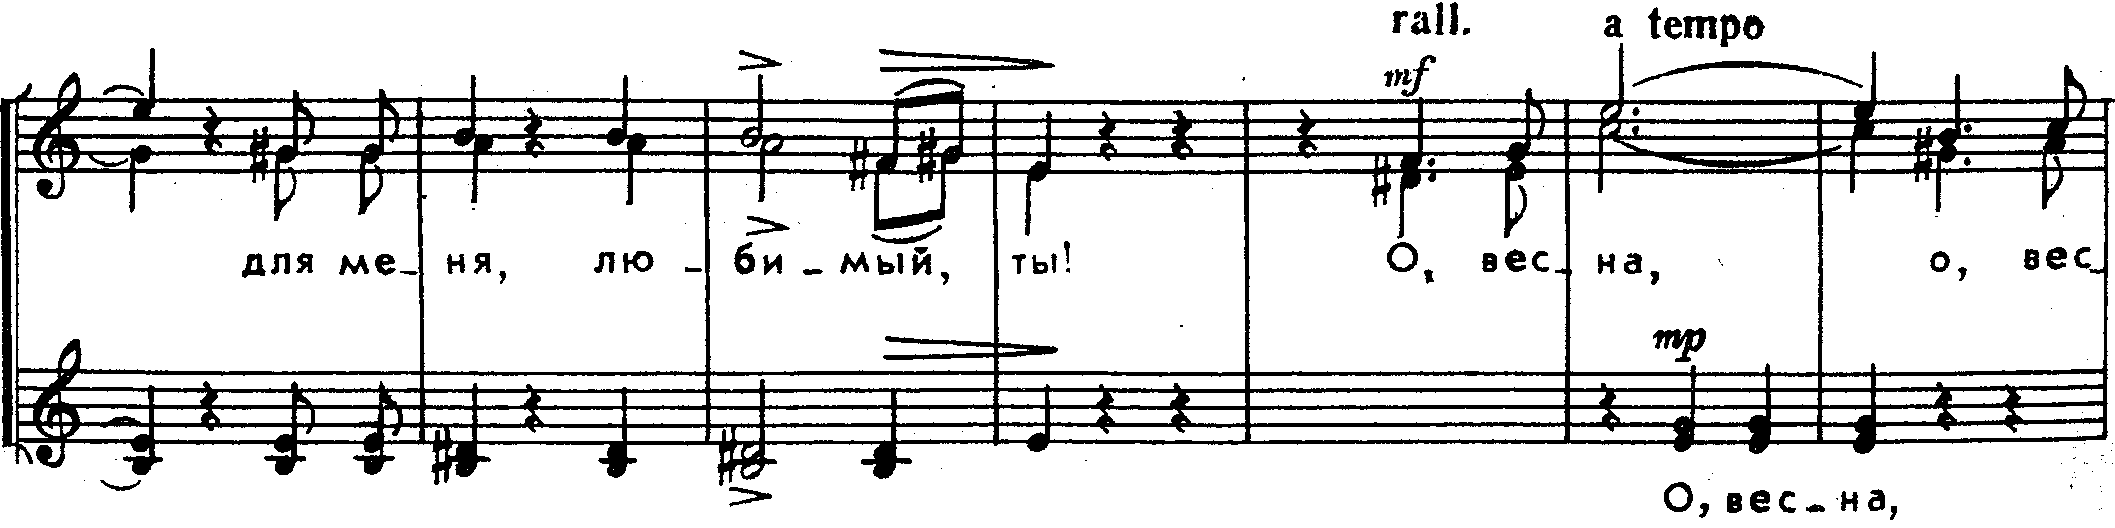 rall. a tempo
mf
для ме_ня, лю_би_мый, ты! О, вес_на, о, вес_
mp
О, вес_на,